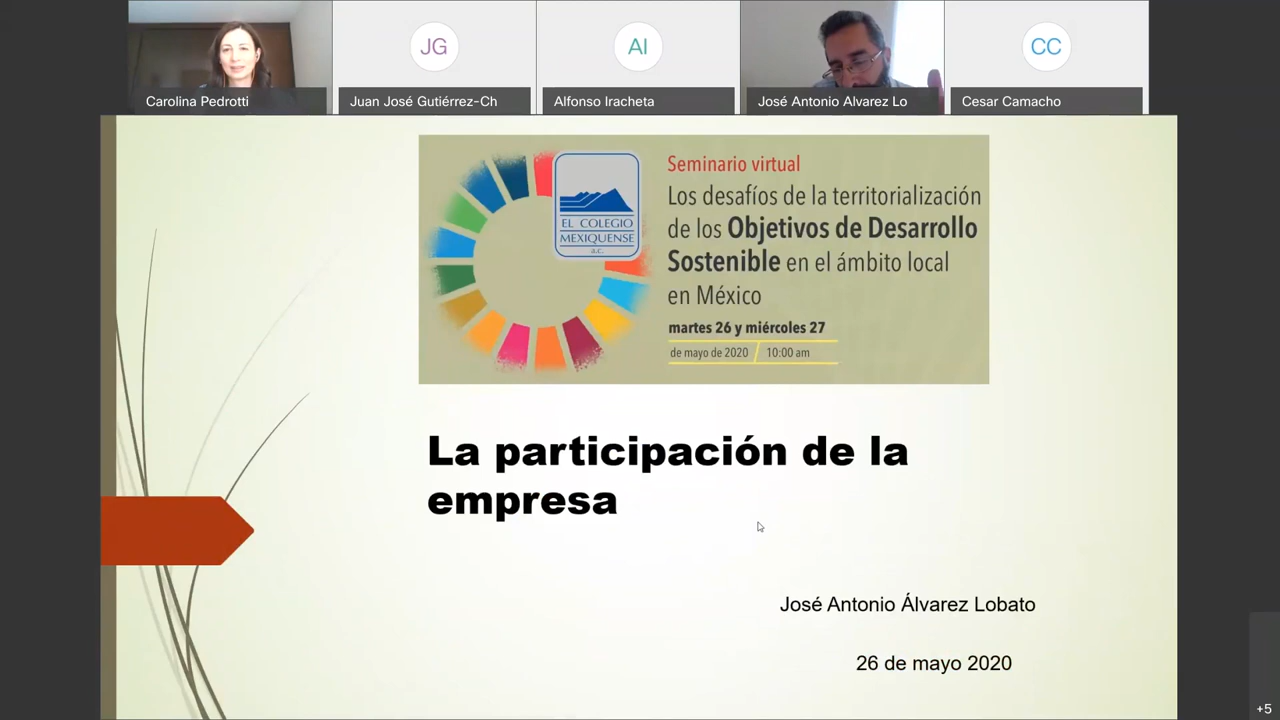 JG
AI
CC
Carolina Pedrotti
Juan José Gutiérrez-Ch
Alfonso Iracheta
José Antonio Alvarez Lo
Cesar Camacho
EL COLEGIO
MEXIQUENSE
a.c.
Seminario virtual
Los desafíos de la territorialización
de los Objetivos de Desarrollo
Sostenible en el ámbito local
en México
martes 26 y miércoles 27
de mayo de 2020 / 10:00 am
La participación de la
empresa
José Antonio Álvarez Lobato
26 de mayo 2020
+5